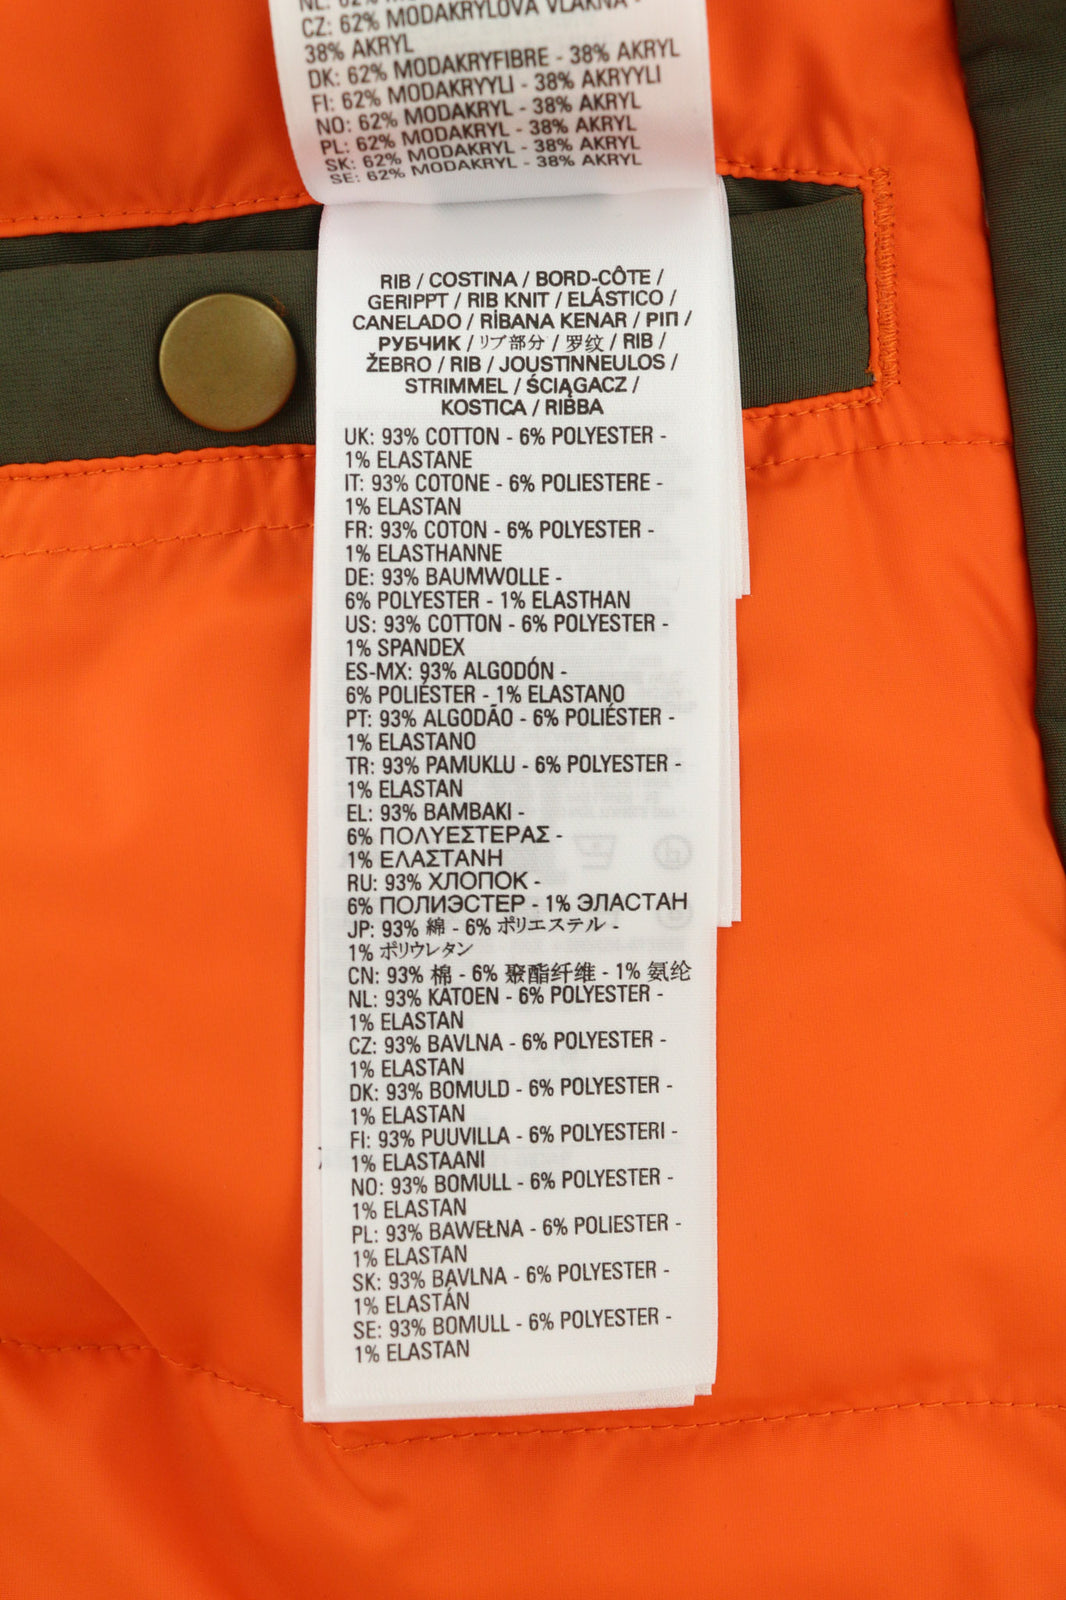 NL: 62%
CZ: 62% MODAKRYLOVÁ VLÁKNA -
38% AKRYL
DK: 62% MODAKRYFIBRE - 38% AKRYL
FI: 62% MODAKRYYLI - 38% AKRYYLI
NO: 62% MODAKRYL - 38% AKRYL
PL: 62% MODAKRYL - 38% AKRYL
SK: 62% MODAKRYL - 38% AKRYL
SE: 62% MODAKRYL - 38% AKRYL
RIB / COSTINA / BORD-CÔTE /
GERIPPT / RIB KNIT / ELÁSTICO /
CANELADO / RİBANA KENAR / ΡΙΠ /
РУБЧИК / リブ部分 / 罗纹 / RIB /
ŽEBRO / RIB / JOUSTINNEULOS /
STRIMMEL / ŚCIĄGACZ /
KOSTICA / RIBBA
UK: 93% COTTON - 6% POLYESTER -
1% ELASTANE
IT: 93% COTONE - 6% POLIESTERE -
1% ELASTAN
FR: 93% COTON - 6% POLYESTER -
1% ELASTHANNE
DE: 93% BAUMWOLLE -
6% POLYESTER - 1% ELASTHAN
US: 93% COTTON - 6% POLYESTER -
1% SPANDEX
ES-MX: 93% ALGODÓN -
6% POLIÉSTER - 1% ELASTANO
PT: 93% ALGODÃO - 6% POLIÉSTER -
1% ELASTANO
TR: 93% PAMUKLU - 6% POLYESTER -
1% ELASTAN
EL: 93% ΒΑΜΒΑΚΙ -
6% ΠΟΛΥΕΣΤΕΡΑΣ -
1% ΕΛΑΣΤΑΝΗ
RU: 93% ХЛОПОК -
6% ПОЛИЭСТЕР - 1% ЭЛАСТАН
JP: 93% 綿 - 6% ポリエステル -
1% ポリウレタン
CN: 93% 棉 - 6% 聚酯纤维 - 1% 氨纶
NL: 93% KATOEN - 6% POLYESTER -
1% ELASTAN
CZ: 93% BAVLNA - 6% POLYESTER -
1% ELASTAN
DK: 93% BOMULD - 6% POLYESTER -
1% ELASTAN
FI: 93% PUUVILLA - 6% POLYESTERI -
1% ELASTAANI
NO: 93% BOMULL - 6% POLYESTER -
1% ELASTAN
PL: 93% BAWEŁNA - 6% POLIESTER -
1% ELASTAN
SK: 93% BAVLNA - 6% POLYESTER -
1% ELASTÁN
SE: 93% BOMULL - 6% POLYESTER -
1% ELASTAN